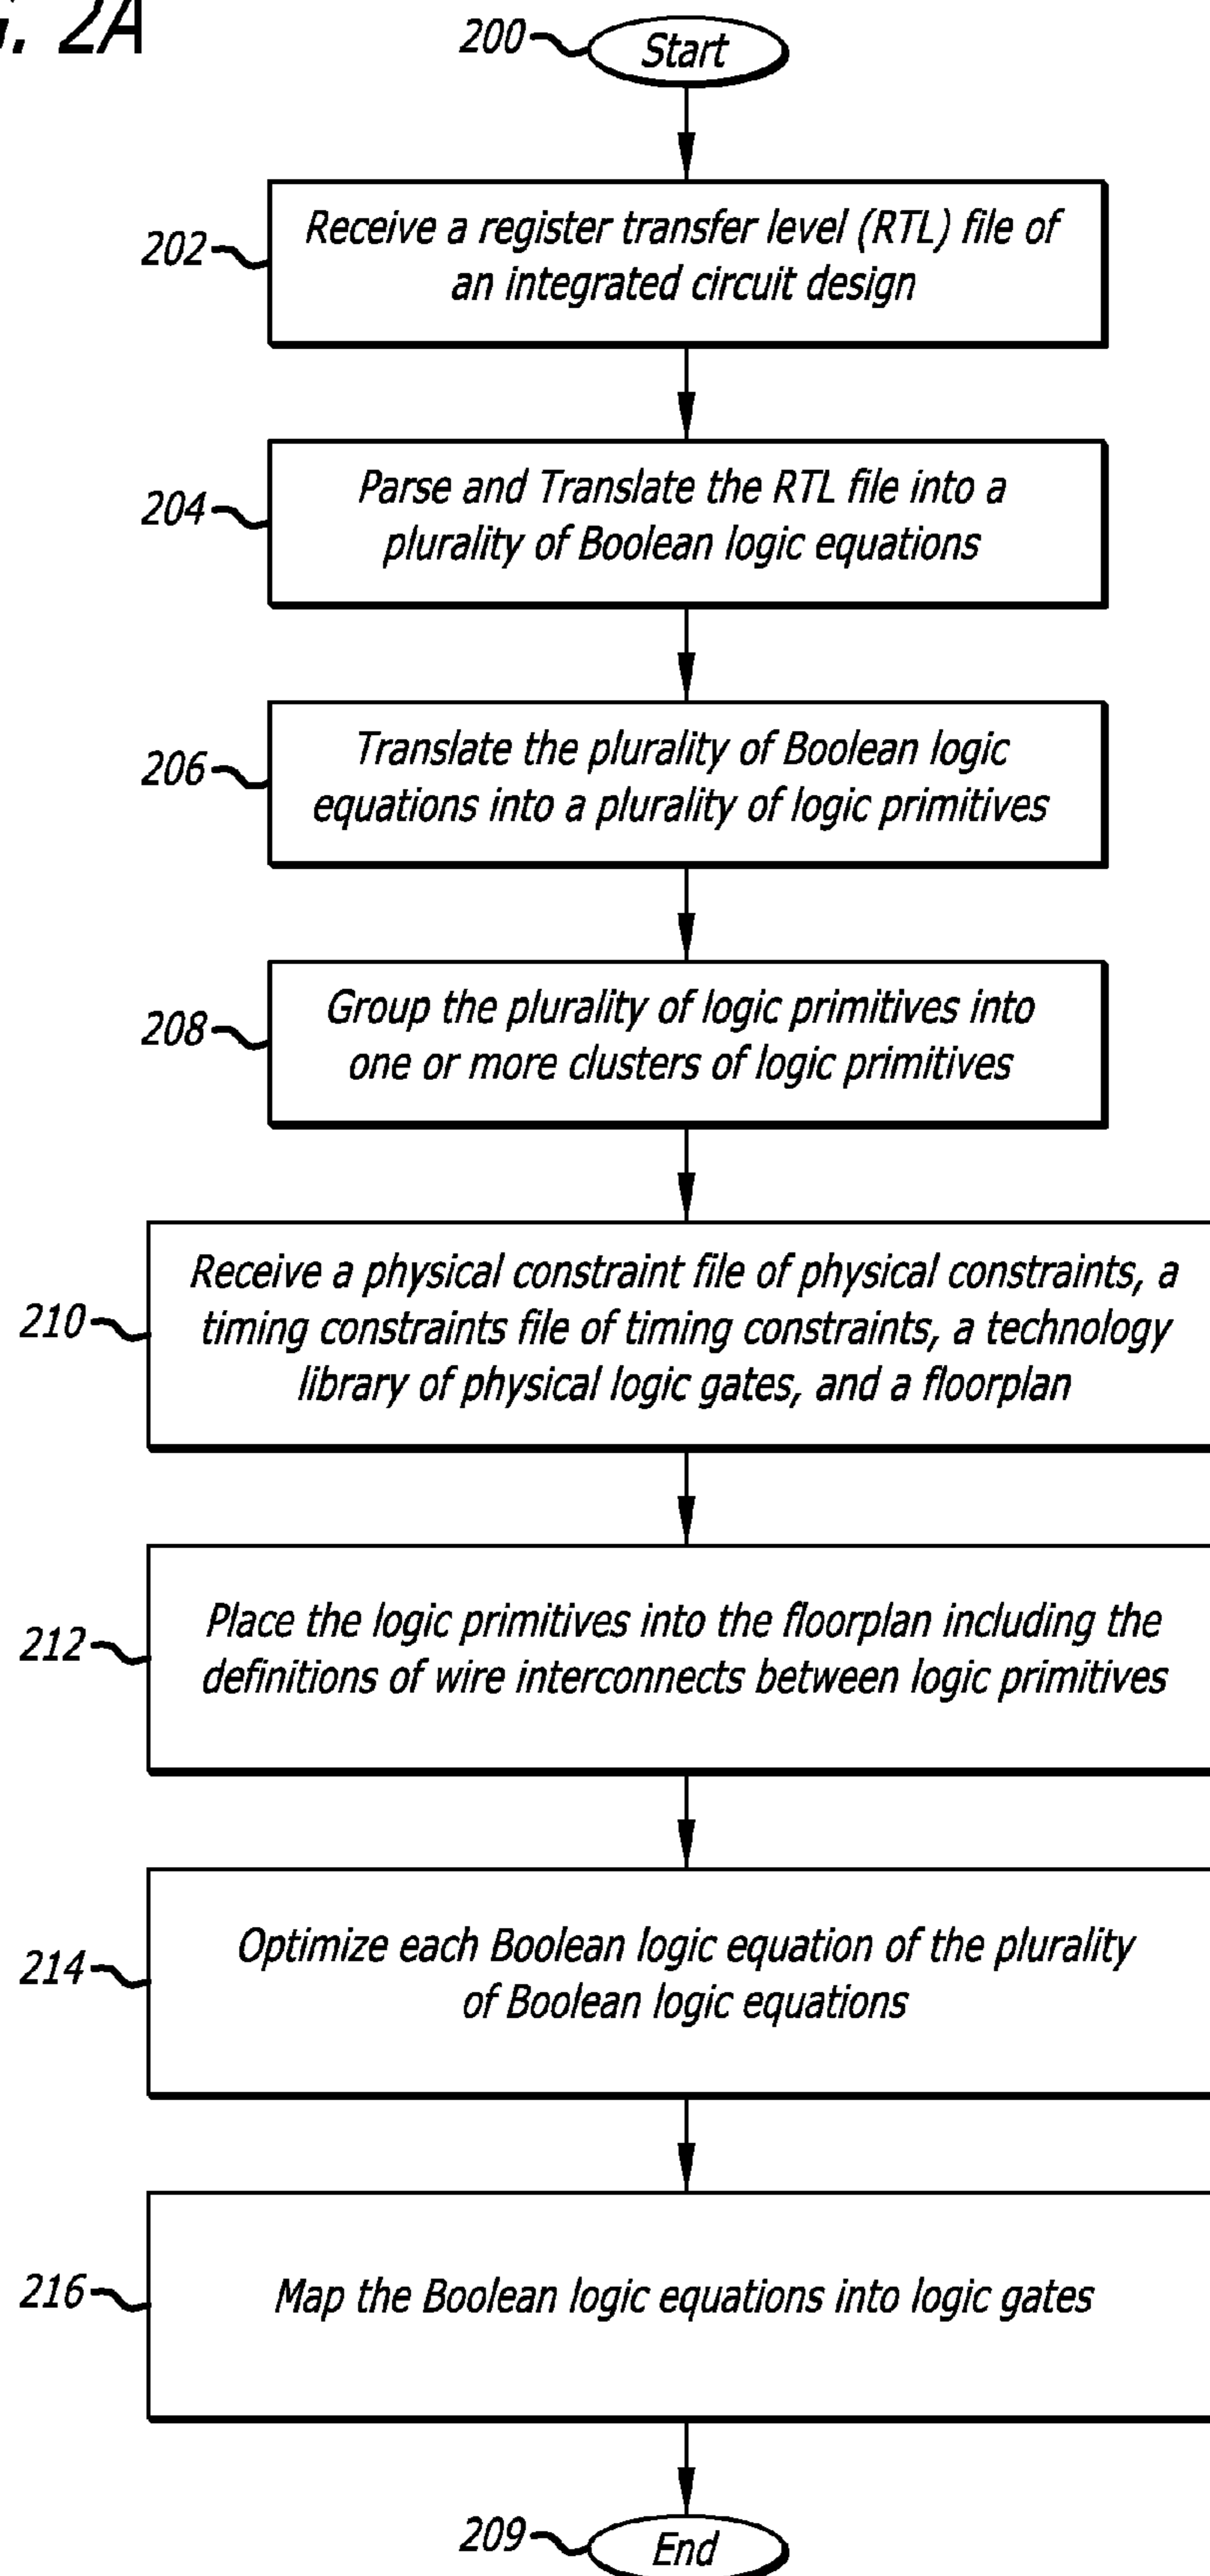 G. 2A
200 Start
202 Receive a register transfer level (RTL) file of
an integrated circuit design
204 Parse and Translate the RTL file into a
plurality of Boolean logic equations
206 Translate the plurality of Boolean logic
equations into a plurality of logic primitives
208 Group the plurality of logic primitives into
one or more clusters of logic primitives
210 Receive a physical constraint file of physical constraints, a
timing constraints file of timing constraints, a technology
library of physical logic gates, and a floorplan
212 Place the logic primitives into the floorplan including the
definitions of wire interconnects between logic primitives
214 Optimize each Boolean logic equation of the plurality
of Boolean logic equations
216 Map the Boolean logic equations into logic gates
209 End